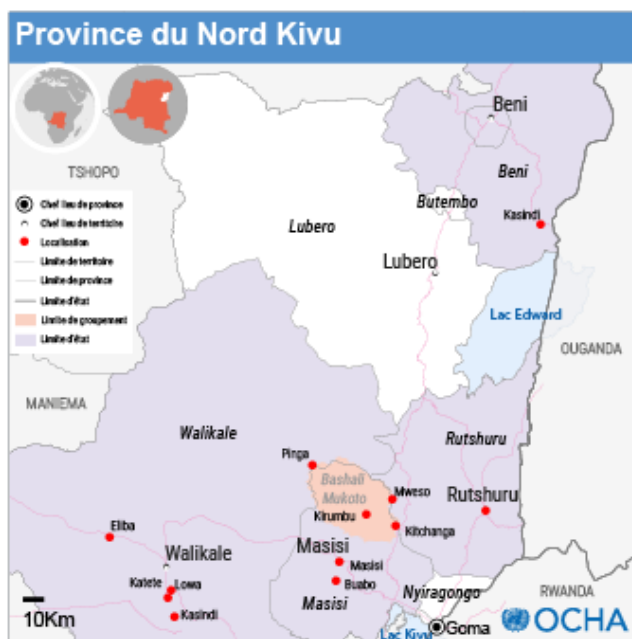 Province du Nord Kivu
Beni
TSHOPO
Beni
Chef lieu de province
Butembo
Chef lieu de territoire
Kasindi
Localisation
Lubero
Limite de territoire
Lubero
Limite de province
Limite d'état
Lac Edward
Limite de groupement
Limite d'état
OUGANDA
MANIEMA
Walikale
Rutshuru
Pinga
Bashali
Mukoto
Mweso
Rutshuru
Kirumbu
Eliba
Kitchanga
Masisi
Walikale
Masisi
Katete
Lowa
Buabo
Nyiragongo
RWANDA
10Km
Kasindi
Masisi
Lac Kivu
Goma
OCHA